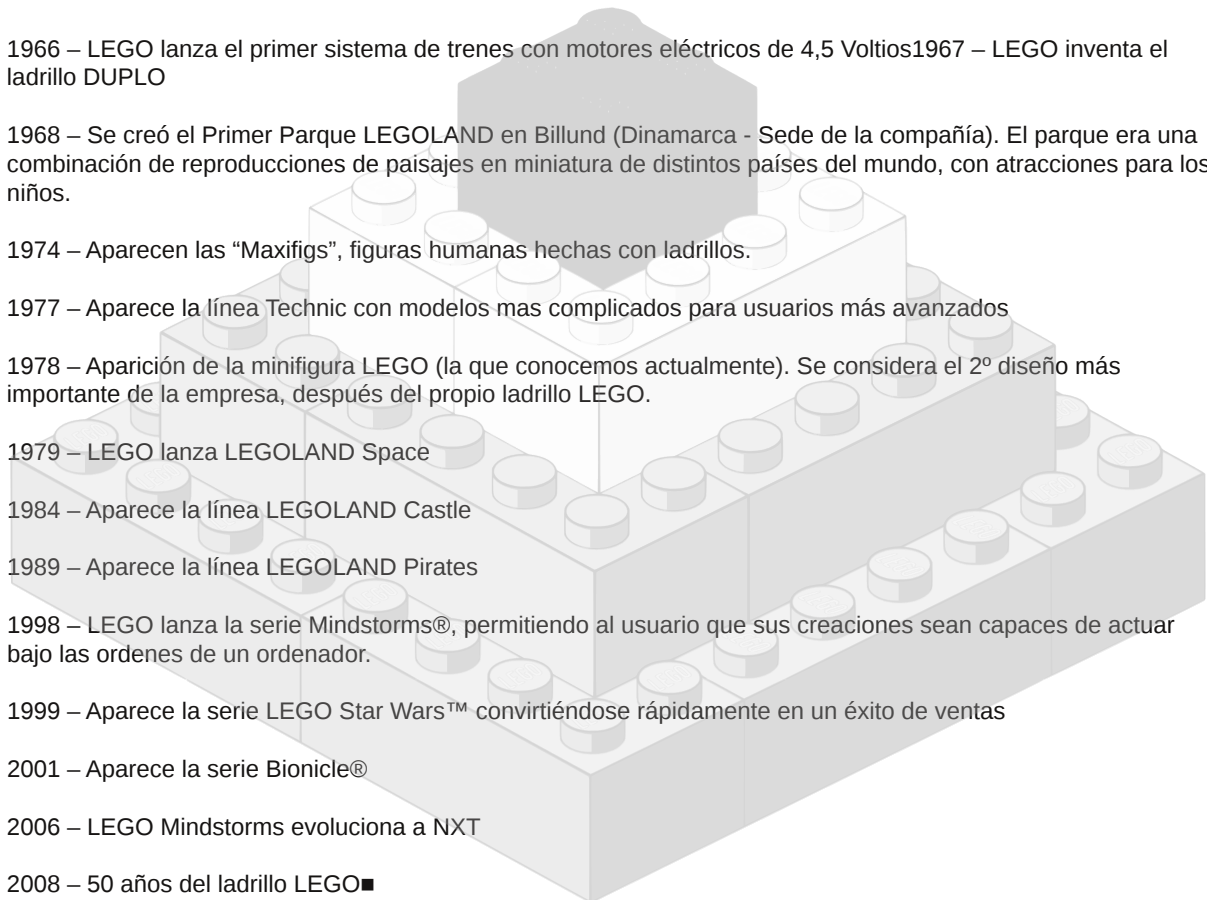 1966 – LEGO lanza el primer sistema de trenes con motores eléctricos de 4,5 Voltios1967 – LEGO inventa el
ladrillo DUPLO
1968 – Se creó el Primer Parque LEGOLAND en Billund (Dinamarca - Sede de la compañía). El parque era una
combinación de reproducciones de paisajes en miniatura de distintos países del mundo, con atracciones para los
niños.
1974 – Aparecen las “Maxifigs”, figuras humanas hechas con ladrillos.
1977 – Aparece la línea Technic con modelos mas complicados para usuarios más avanzados
1978 – Aparición de la minifigura LEGO (la que conocemos actualmente). Se considera el 2º diseño más
importante de la empresa, después del propio ladrillo LEGO.
1979 – LEGO lanza LEGOLAND Space
1984 – Aparece la línea LEGOLAND Castle
1989 – Aparece la línea LEGOLAND Pirates
1998 – LEGO lanza la serie Mindstorms®, permitiendo al usuario que sus creaciones sean capaces de actuar
bajo las ordenes de un ordenador.
1999 – Aparece la serie LEGO Star Wars™ convirtiéndose rápidamente en un éxito de ventas
2001 – Aparece la serie Bionicle®
2006 – LEGO Mindstorms evoluciona a NXT
2008 – 50 años del ladrillo LEGO■